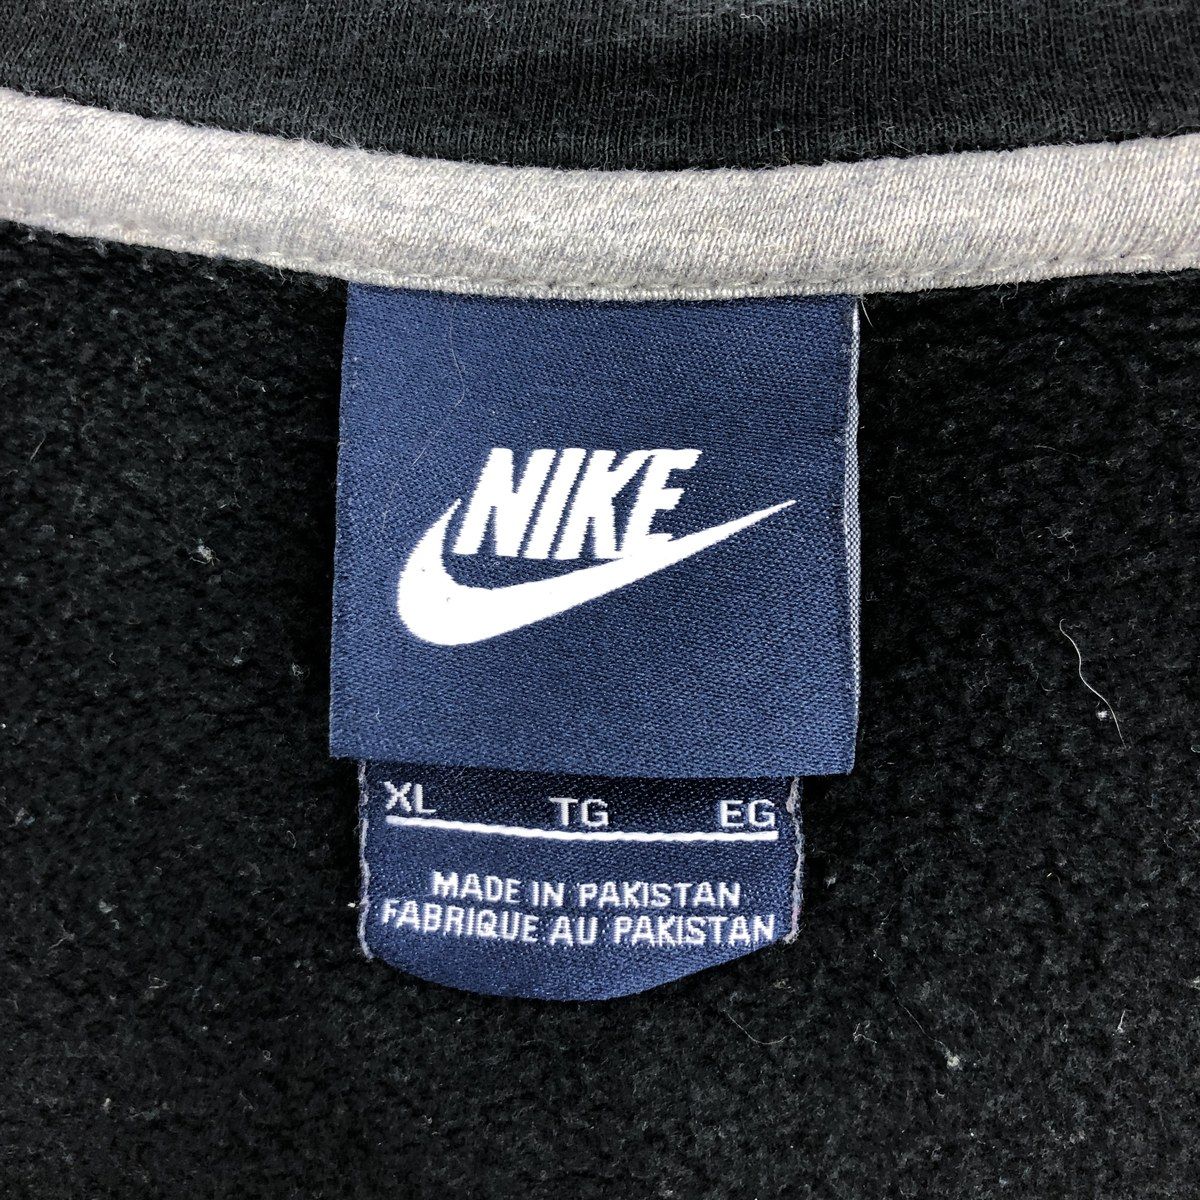 NIKE
XL TG EG
MADE IN PAKISTAN
FABRIQUE AU PAKISTAN